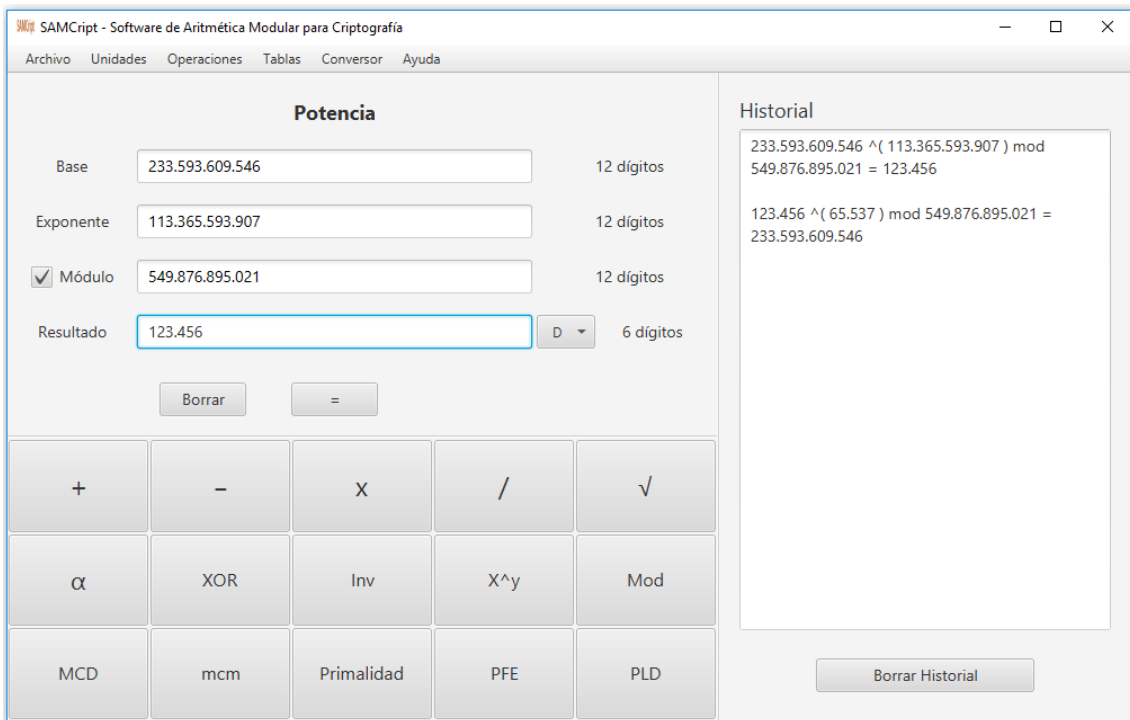 SAMCript - Software de Aritmética Modular para Criptografía
Archivo Unidades Operaciones Tablas Conversor Ayuda
Potencia
Base 233.593.609.546 12 dígitos
Exponente 113.365.593.907 12 dígitos
Módulo 549.876.895.021 12 dígitos
Resultado 123.456 D 6 dígitos
Borrar =
+ – x / √
α XOR Inv X^y Mod
MCD mcm Primalidad PFE PLD
Historial
233.593.609.546 ^( 113.365.593.907 ) mod
549.876.895.021 = 123.456
123.456 ^( 65.537 ) mod 549.876.895.021 =
233.593.609.546
Borrar Historial